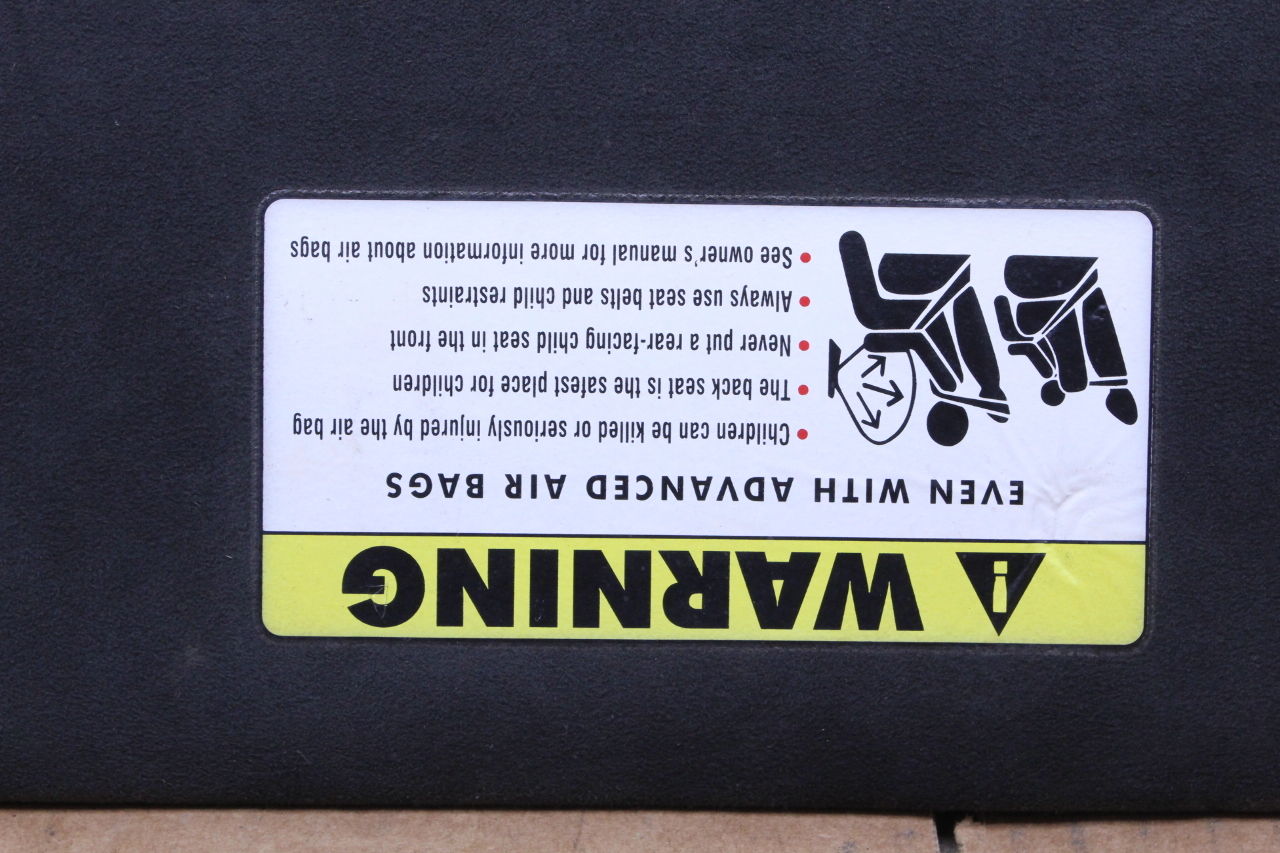 WARNING
EVEN WITH ADVANCED AIR BAGS
• Children can be killed or seriously injured by the air bag
• The back seat is the safest place for children
• Never put a rear-facing child seat in the front
• Always use seat belts and child restraints
• See owner's manual for more information about air bags